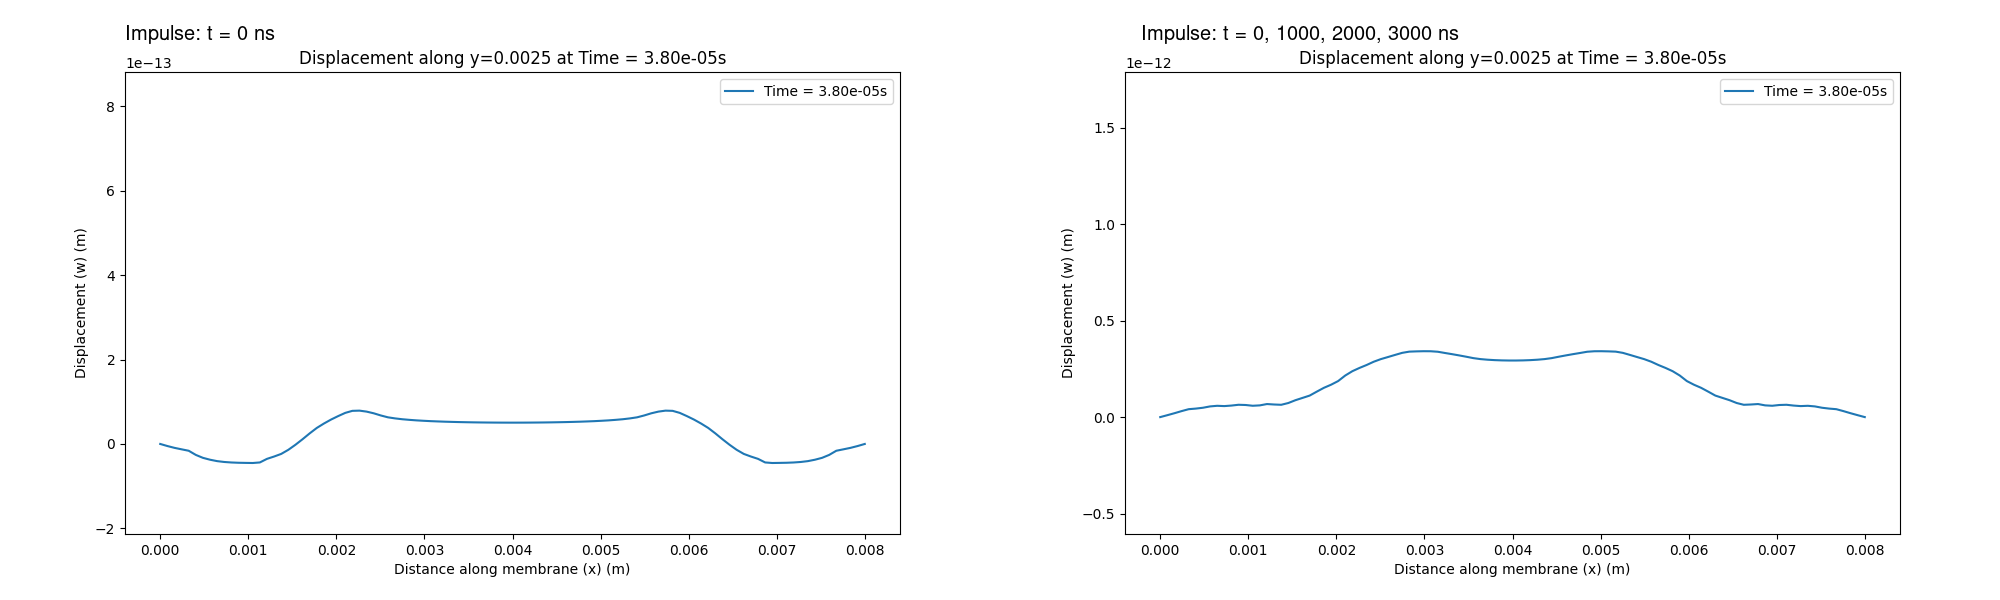 Impulse: t = 0 ns
Displacement along y=0.0025 at Time = 3.80e-05s
1e−13
Time = 3.80e-05s
8
6
4
2
0
−2
Displacement (w) (m)
0.000 0.001 0.002 0.003 0.004 0.005 0.006 0.007 0.008
Distance along membrane (x) (m)
Impulse: t = 0, 1000, 2000, 3000 ns
Displacement along y=0.0025 at Time = 3.80e-05s
1e−12
Time = 3.80e-05s
1.5
1.0
0.5
0.0
−0.5
Displacement (w) (m)
0.000 0.001 0.002 0.003 0.004 0.005 0.006 0.007 0.008
Distance along membrane (x) (m)